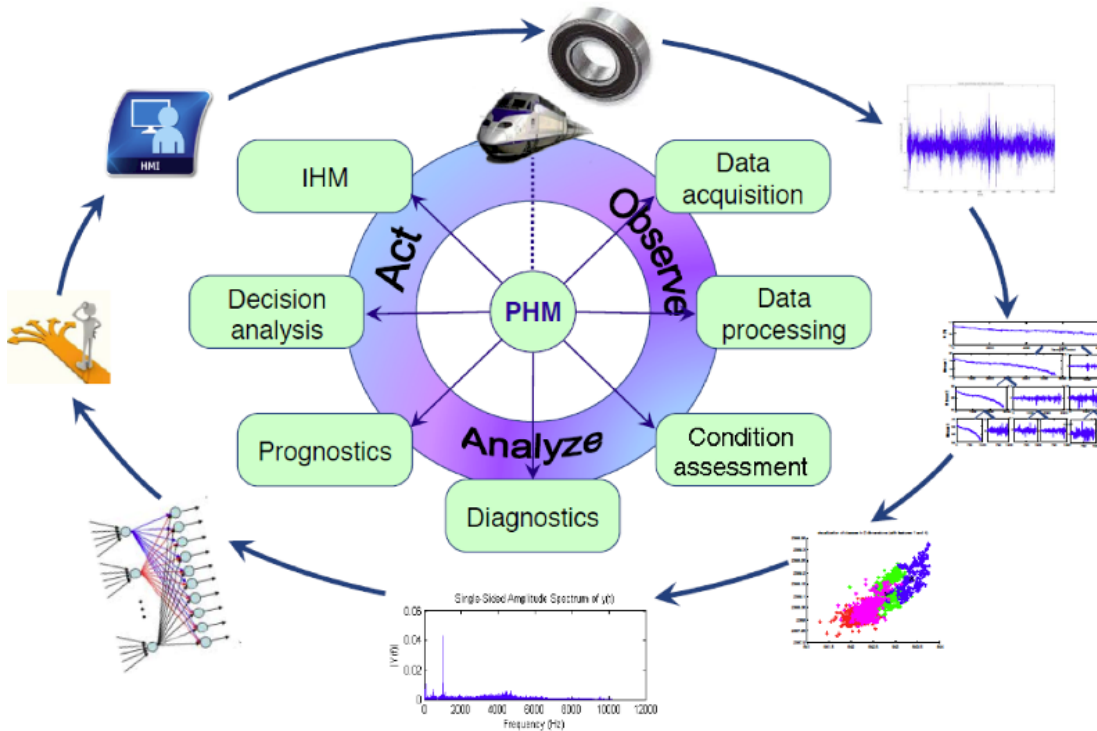 HMI
IHM
Data
acquisition
Observe
Act
PHM
Decision
analysis
Data
processing
Prognostics
Analyze
Condition
assessment
Diagnostics
Single-Sided Amplitude Spectrum of y(t)
0.06
0.04
0.02
0
|Y(f)|
0 2000 4000 6000 8000 10000 12000
Frequency (Hz)